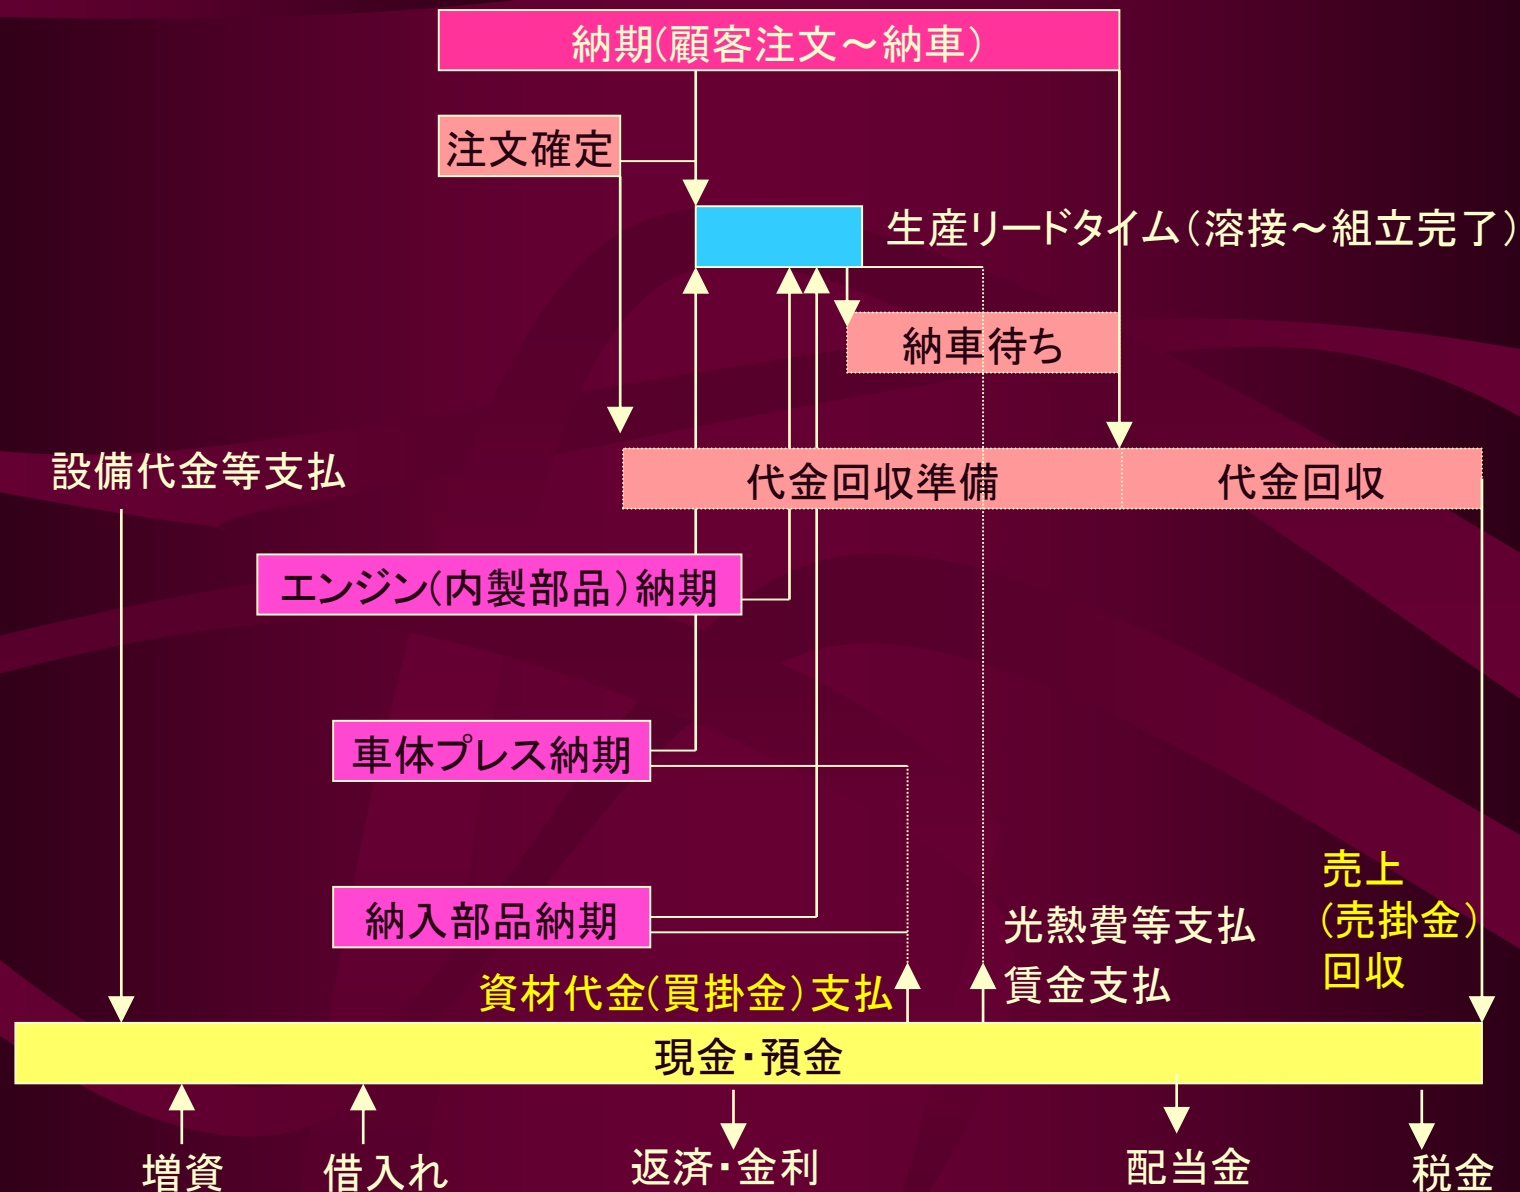 納期(顧客注文～納車)
注文確定
生産リードタイム(溶接～組立完了)
納車待ち
設備代金等支払
代金回収準備
代金回収
エンジン(内製部品)納期
車体プレス納期
納入部品納期
売上
(売掛金)
回収
光熱費等支払
賃金支払
資材代金(買掛金)支払
現金・預金
増資
借入れ
返済・金利
配当金
税金